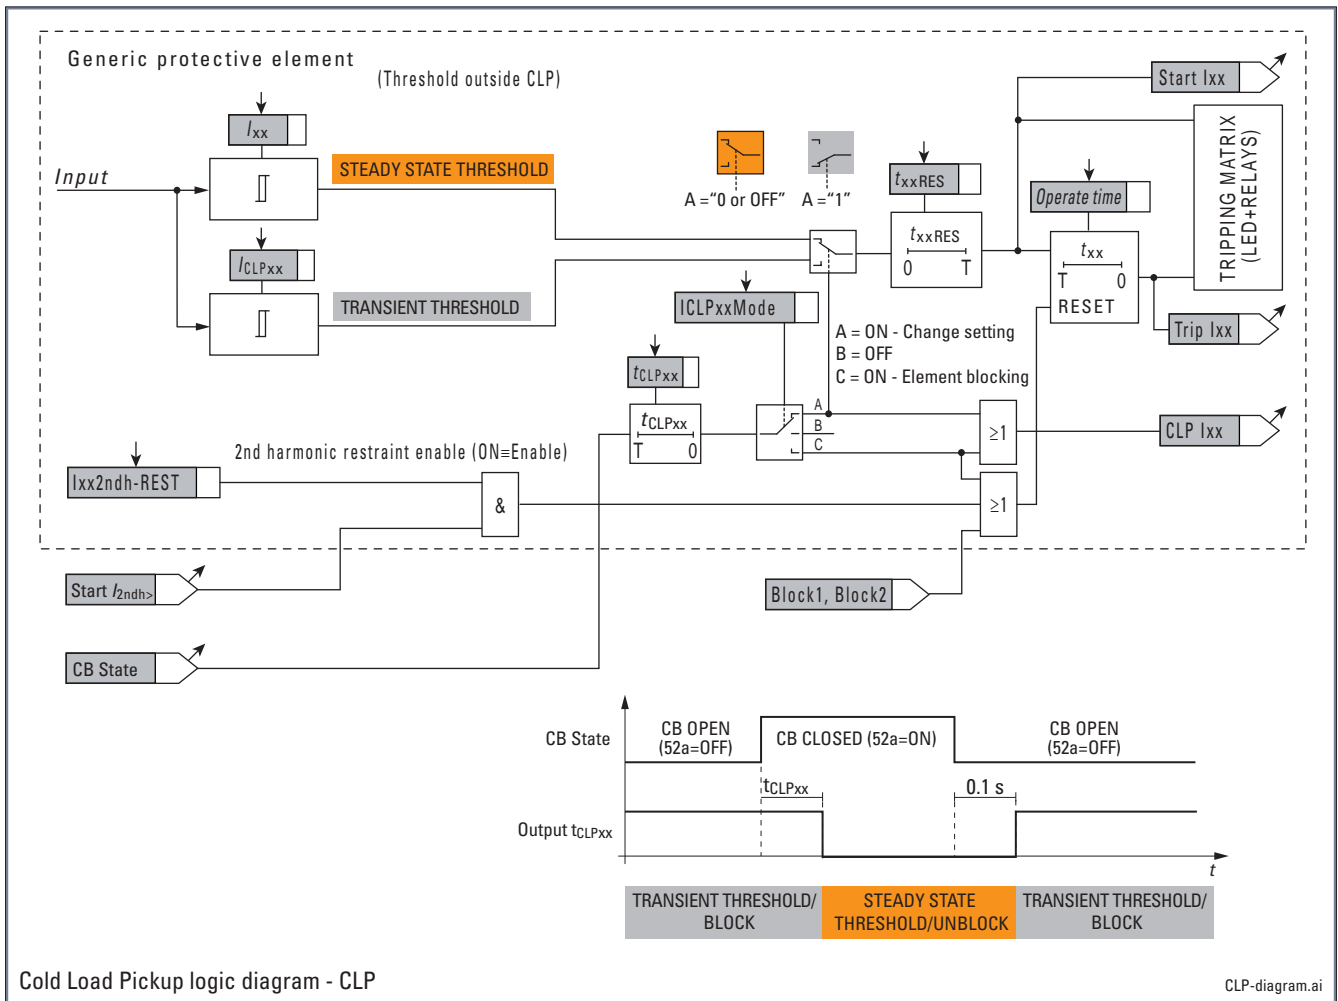 Generic protective element
(Threshold outside CLP)
Start Ixx
Ixx
Input
STEADY STATE THRESHOLD
A ="0 or OFF"
A ="1"
txxRES
Operate time
TRIPPING MATRIX
(LED+RELAYS)
txxRES
0 T
txx
T 0
RESET
ICLPxx
TRANSIENT THRESHOLD
ICLPxxMode
Trip Ixx
A = ON - Change setting
B = OFF
C = ON - Element blocking
tCLPxx
tCLPxx
T 0
A
B
C
≥1
CLP Ixx
2nd harmonic restraint enable (ON≡Enable)
Ixx2ndh-REST
&
≥1
Start I2ndh>
Block1, Block2
CB State
CB State
CB OPEN
(52a=OFF)
CB CLOSED (52a=ON)
CB OPEN
(52a=OFF)
tCLPxx
0.1 s
Output tCLPxx
t
TRANSIENT THRESHOLD/
BLOCK
STEADY STATE
THRESHOLD/UNBLOCK
TRANSIENT THRESHOLD/
BLOCK
Cold Load Pickup logic diagram - CLP
CLP-diagram.ai